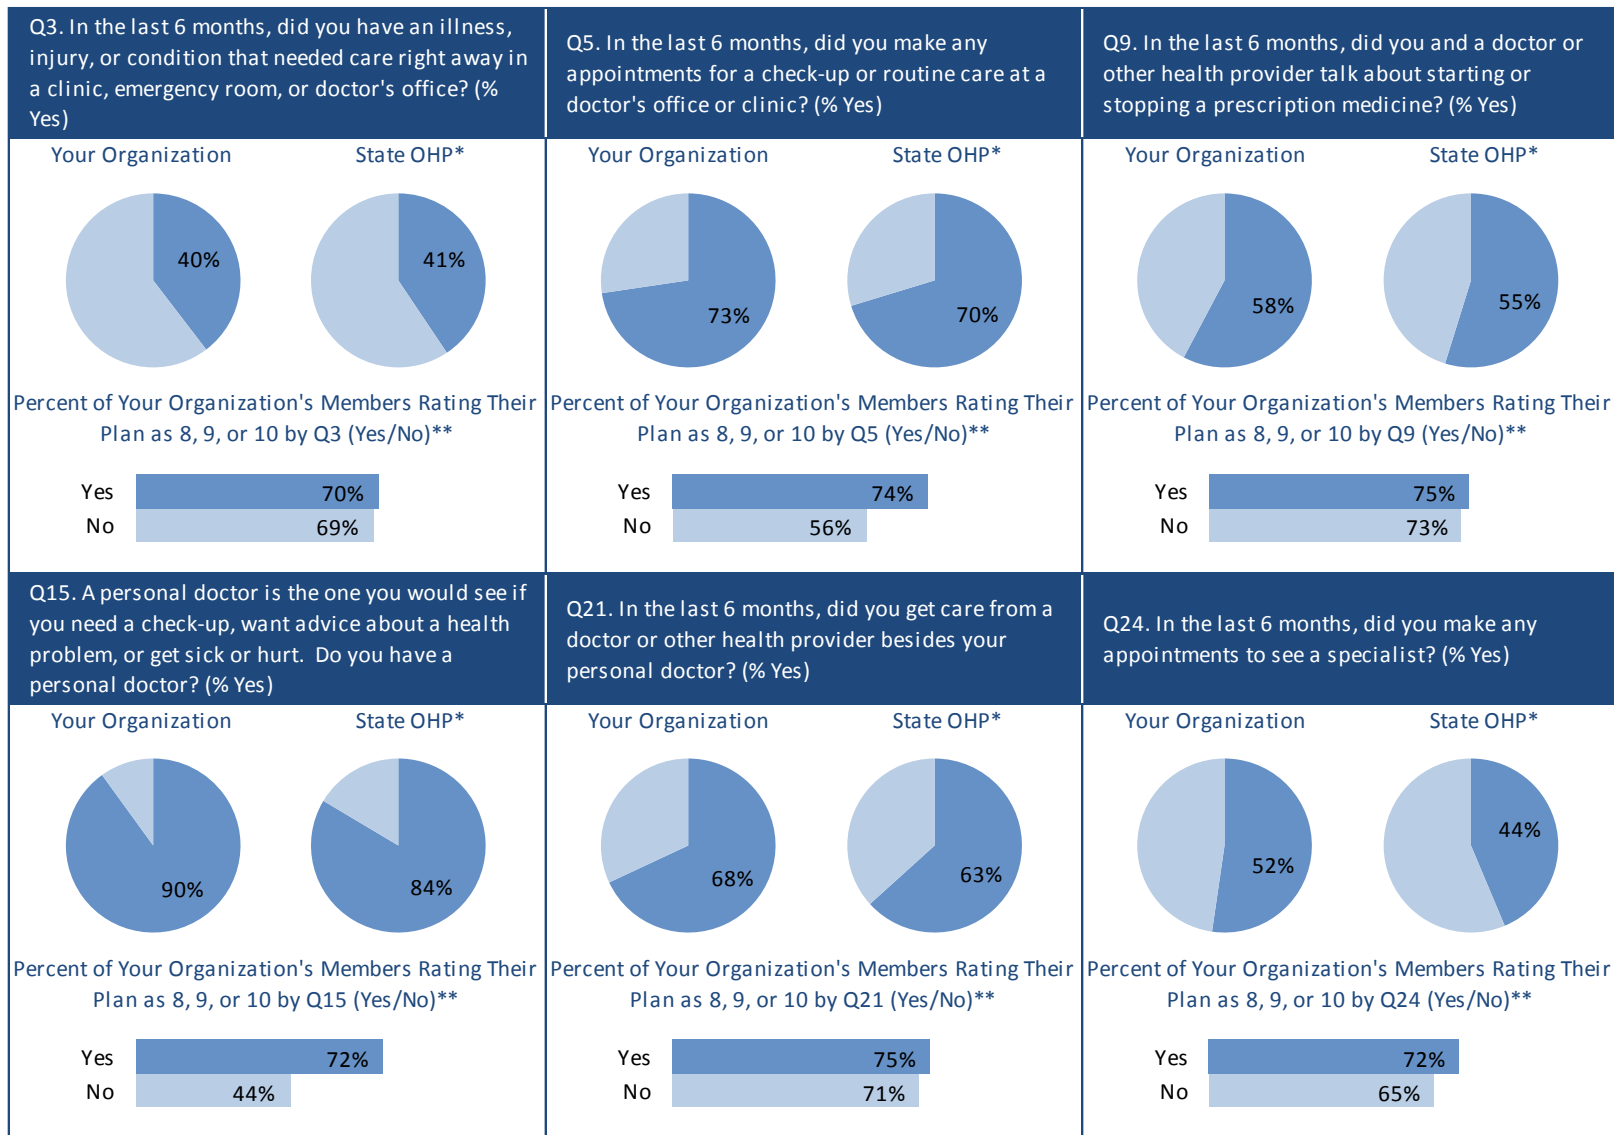 Q3. In the last 6 months, did you have an illness,
injury, or condition that needed care right away in
a clinic, emergency room, or doctor's office? (%
Yes)
Your Organization
State OHP*
40%
41%
Percent of Your Organization's Members Rating Their
Plan as 8, 9, or 10 by Q3 (Yes/No)**
Yes
70%
No
69%
Q5. In the last 6 months, did you make any
appointments for a check-up or routine care at a
doctor's office or clinic? (% Yes)
Your Organization
State OHP*
73%
70%
Percent of Your Organization's Members Rating Their
Plan as 8, 9, or 10 by Q5 (Yes/No)**
Yes
74%
No
56%
Q9. In the last 6 months, did you and a doctor or
other health provider talk about starting or
stopping a prescription medicine? (% Yes)
Your Organization
State OHP*
58%
55%
Percent of Your Organization's Members Rating Their
Plan as 8, 9, or 10 by Q9 (Yes/No)**
Yes
75%
No
73%
Q15. A personal doctor is the one you would see if
you need a check-up, want advice about a health
problem, or get sick or hurt.  Do you have a
personal doctor? (% Yes)
Your Organization
State OHP*
90%
84%
Percent of Your Organization's Members Rating Their
Plan as 8, 9, or 10 by Q15 (Yes/No)**
Yes
72%
No
44%
Q21. In the last 6 months, did you get care from a
doctor or other health provider besides your
personal doctor? (% Yes)
Your Organization
State OHP*
68%
63%
Percent of Your Organization's Members Rating Their
Plan as 8, 9, or 10 by Q21 (Yes/No)**
Yes
75%
No
71%
Q24. In the last 6 months, did you make any
appointments to see a specialist? (% Yes)
Your Organization
State OHP*
52%
44%
Percent of Your Organization's Members Rating Their
Plan as 8, 9, or 10 by Q24 (Yes/No)**
Yes
72%
No
65%